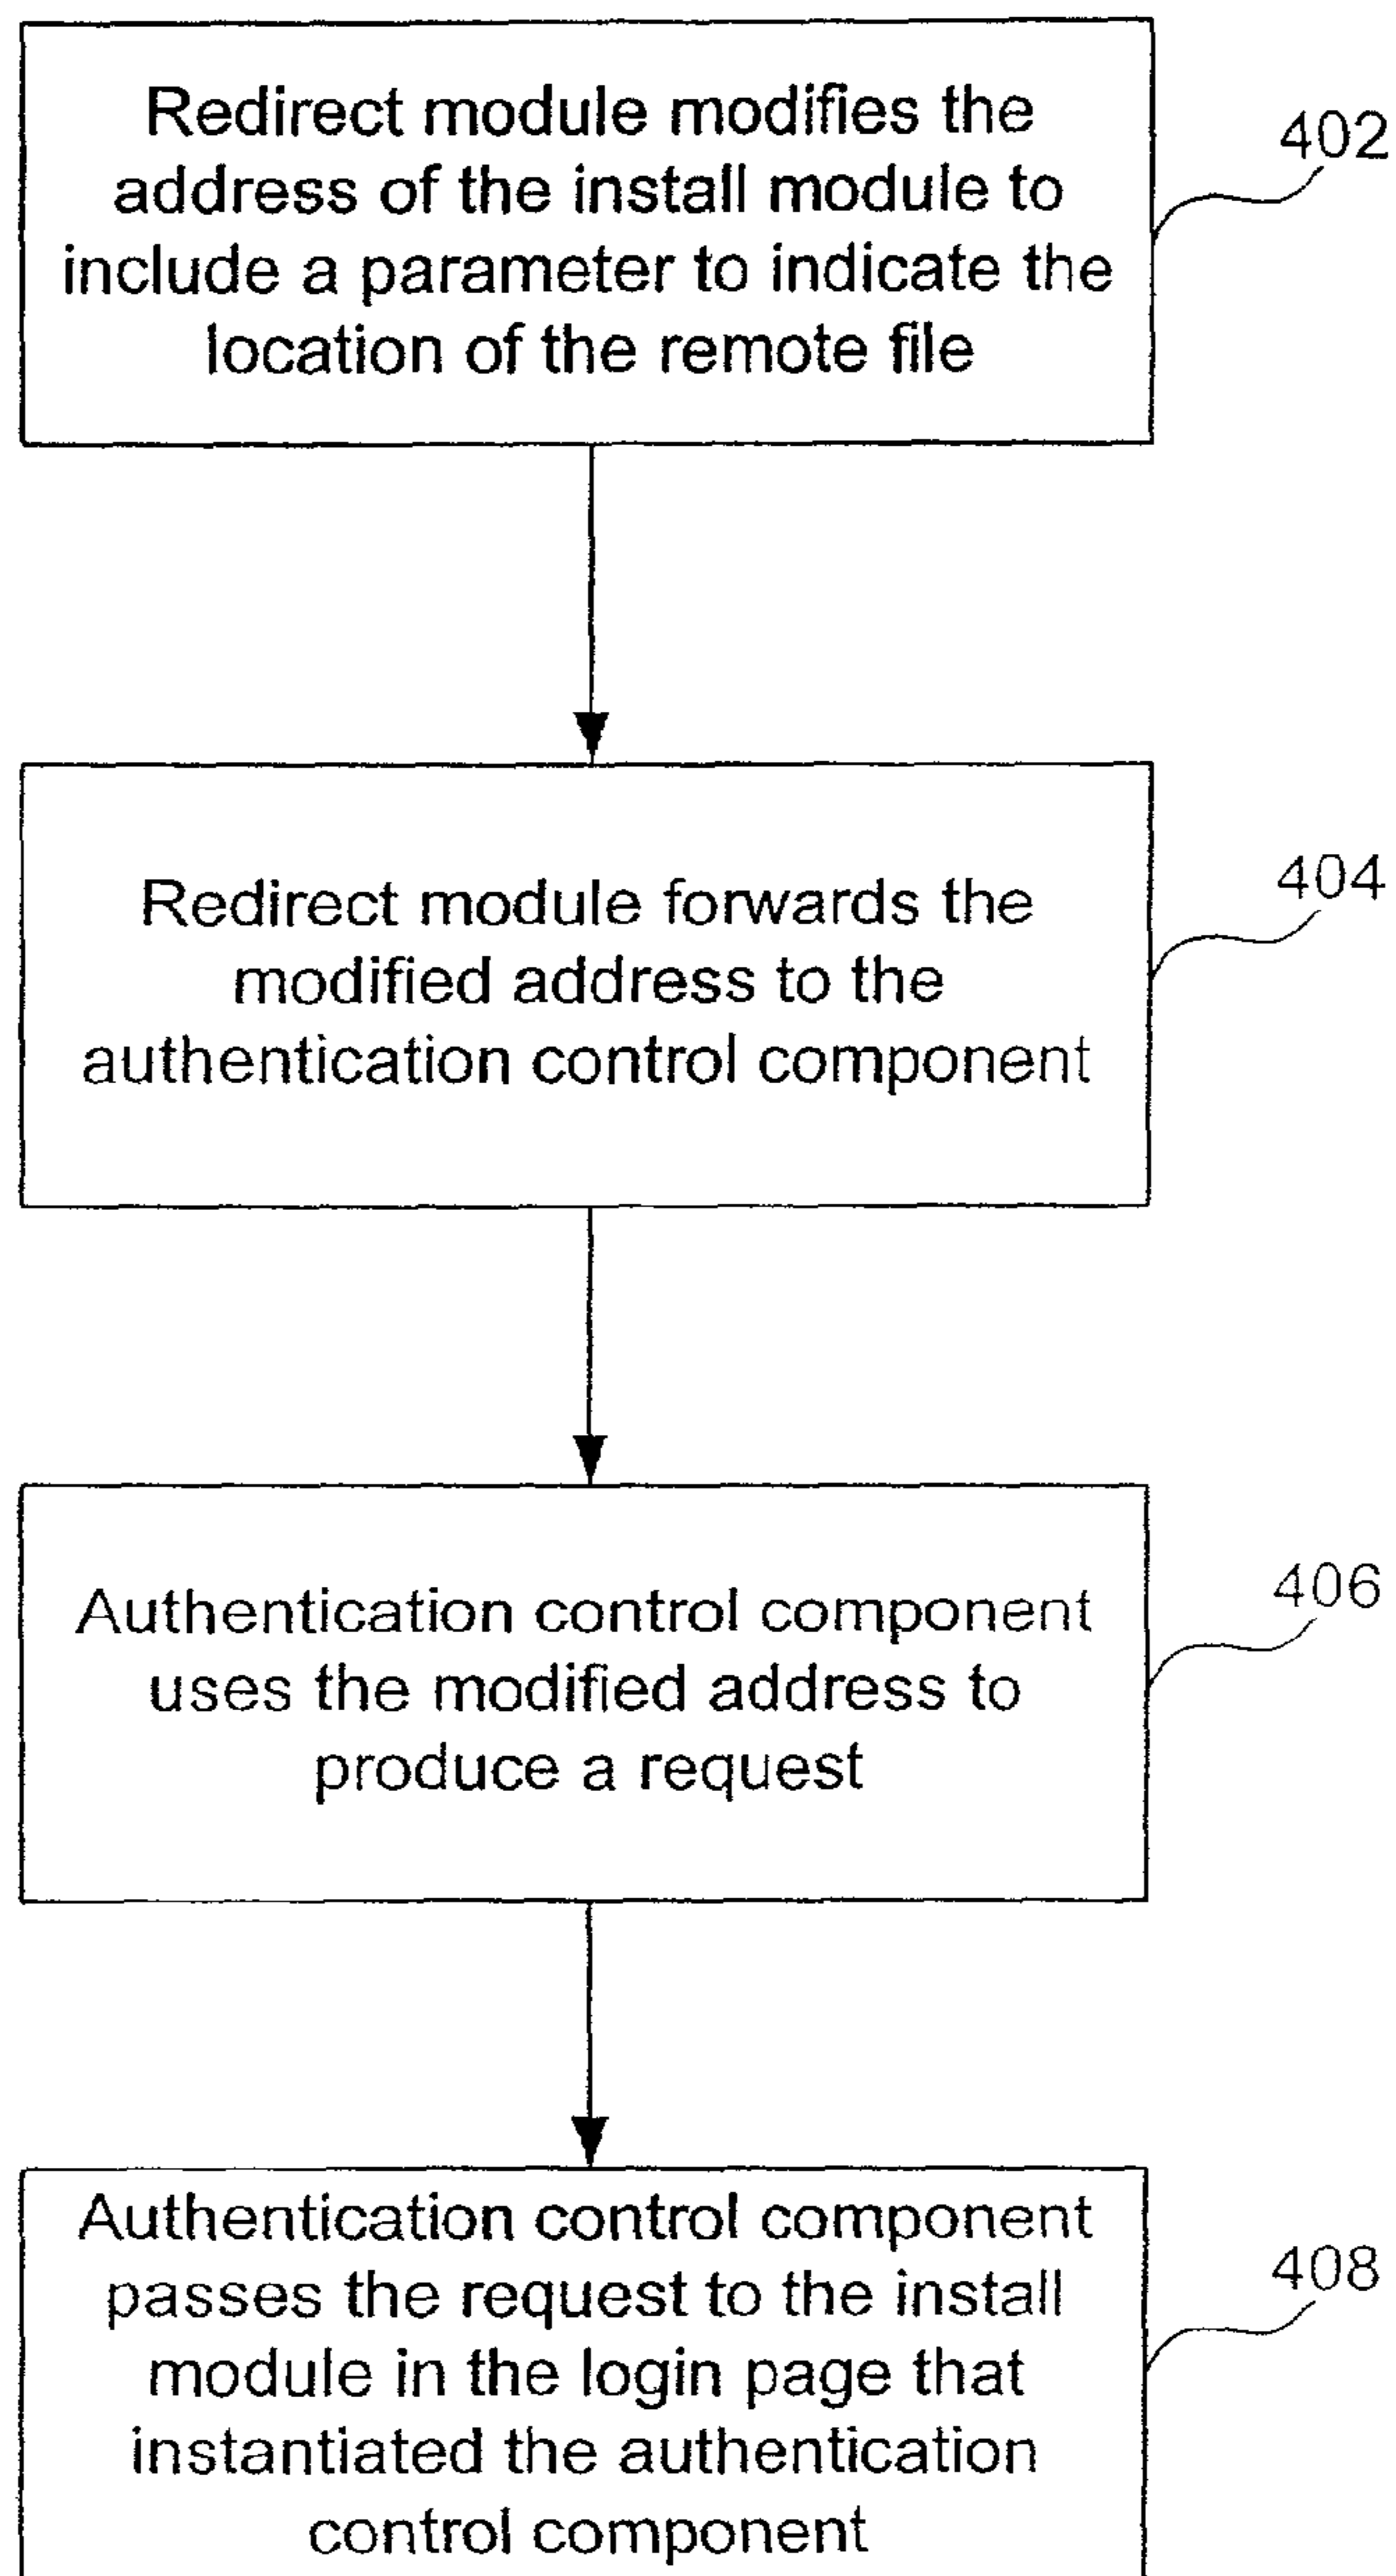 Redirect module modifies the
address of the install module to
include a parameter to indicate the
location of the remote file
402
Redirect module forwards the
modified address to the
authentication control component
404
Authentication control component
uses the modified address to
produce a request
406
Authentication control component
passes the request to the install
module in the login page that
instantiated the authentication
control component
408